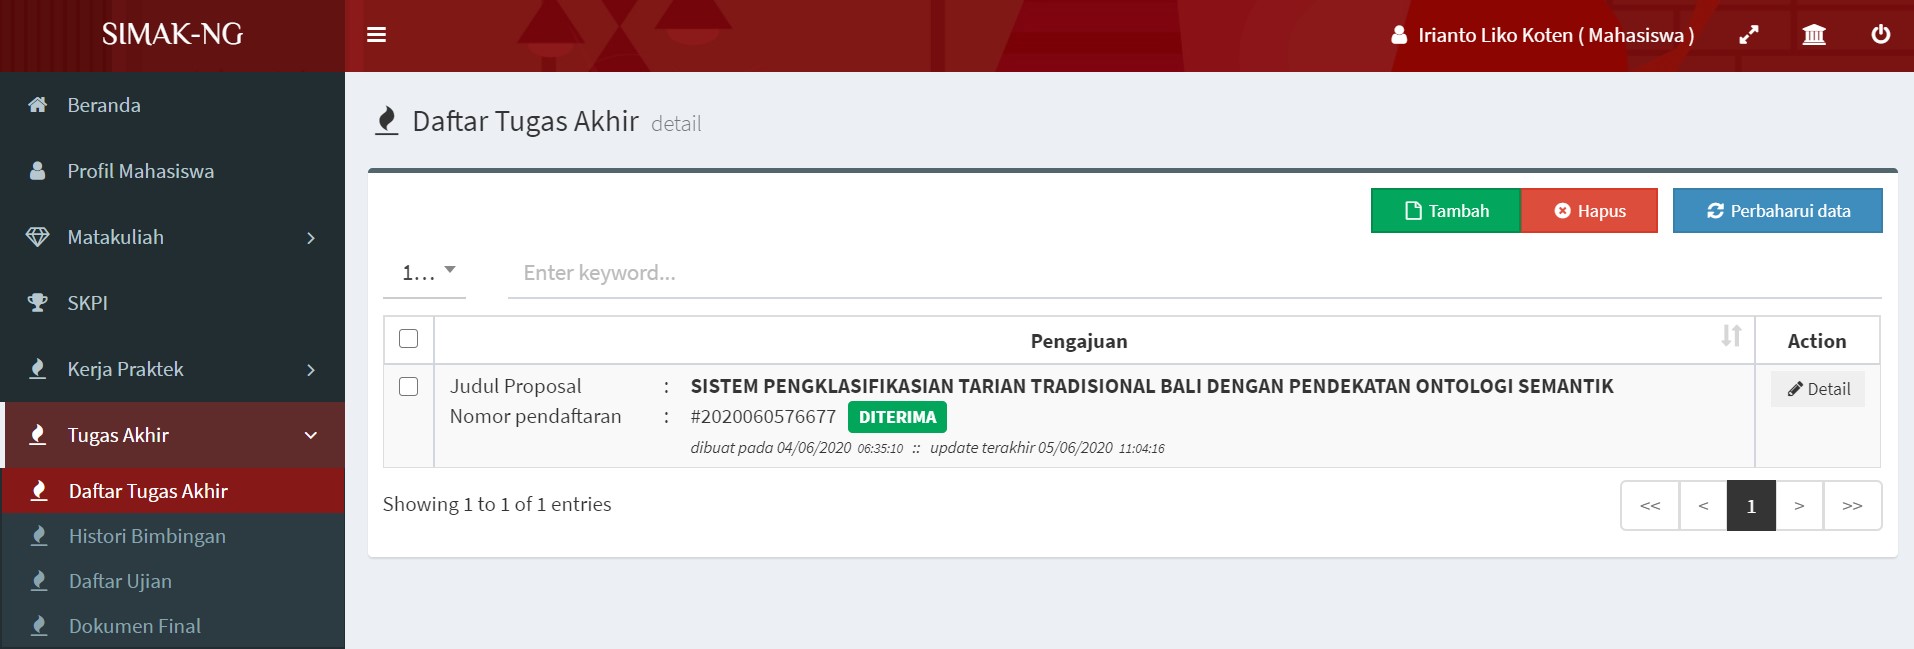 SIMAK-NG
Irianto Liko Koten ( Mahasiswa )
Beranda
Profil Mahasiswa
Matakuliah
SKPI
Kerja Praktek
Tugas Akhir
Daftar Tugas Akhir
Histori Bimbingan
Daftar Ujian
Dokumen Final
Daftar Tugas Akhir detail
Tambah Hapus Perbaharui data
1... Enter keyword...
Pengajuan Action
Judul Proposal : SISTEM PENGKLASIFIKASIAN TARIAN TRADISIONAL BALI DENGAN PENDEKATAN ONTOLOGI SEMANTIK Detail
Nomor pendaftaran : #2020060576677 DITERIMA
dibuat pada 04/06/2020 06:35:10 :: update terakhir 05/06/2020 11:04:16
Showing 1 to 1 of 1 entries << < 1 > >>